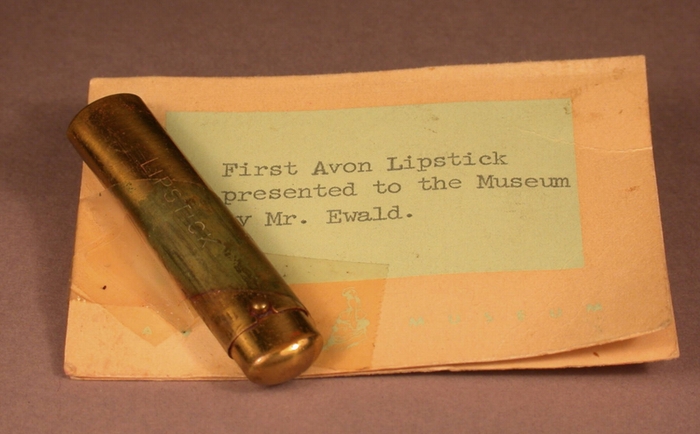 LIPSTICK
First Avon Lipstick
presented to the Museum
y Mr. Ewald.